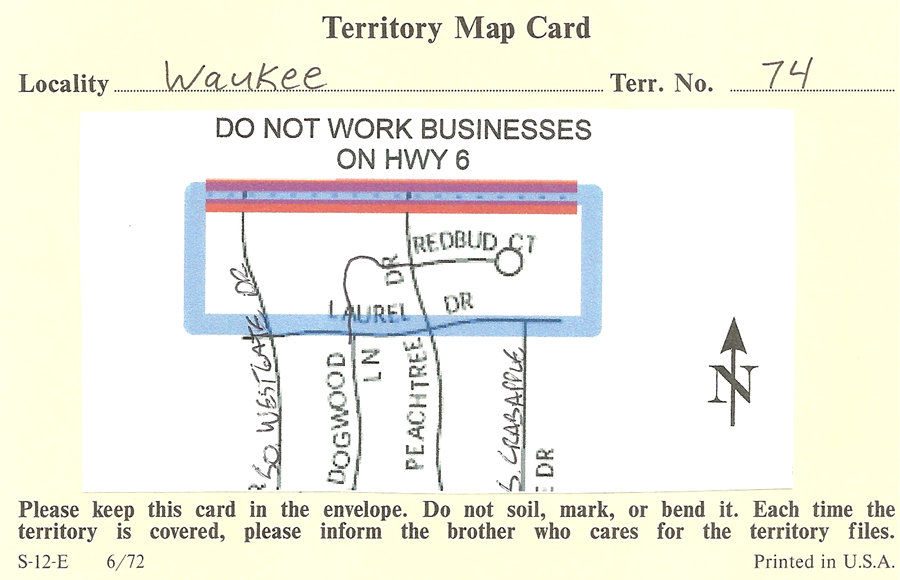 Territory Map Card
Locality Waukee Terr. No. 74
DO NOT WORK BUSINESSES
ON HWY 6
REDBUD CT
DR
LAUREL DR
SO. WESTGATE DR
DOGWOOD
LN
PEACHTREE
S. CRABAPPLE
DR
N
Please keep this card in the envelope. Do not soil, mark, or bend it. Each time the
territory is covered, please inform the brother who cares for the territory files.
S-12-E 6/72 Printed in U.S.A.